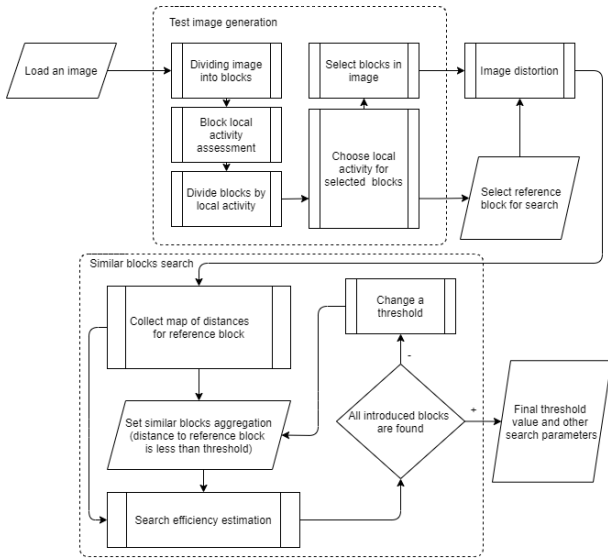 Test image generation
Load an image
Dividing image
into blocks
Select blocks in
image
Image distortion
Block local
activity
assessment
Choose local
activity for
selected blocks
Divide blocks by
local activity
Select reference
block for search
Similar blocks search
Collect map of distances
for reference block
Change a
threshold
-
Set similar blocks aggregation
(distance to reference block
is less than threshold)
All introduced blocks
are found
+
Final threshold
value and other
search parameters
Search efficiency estimation